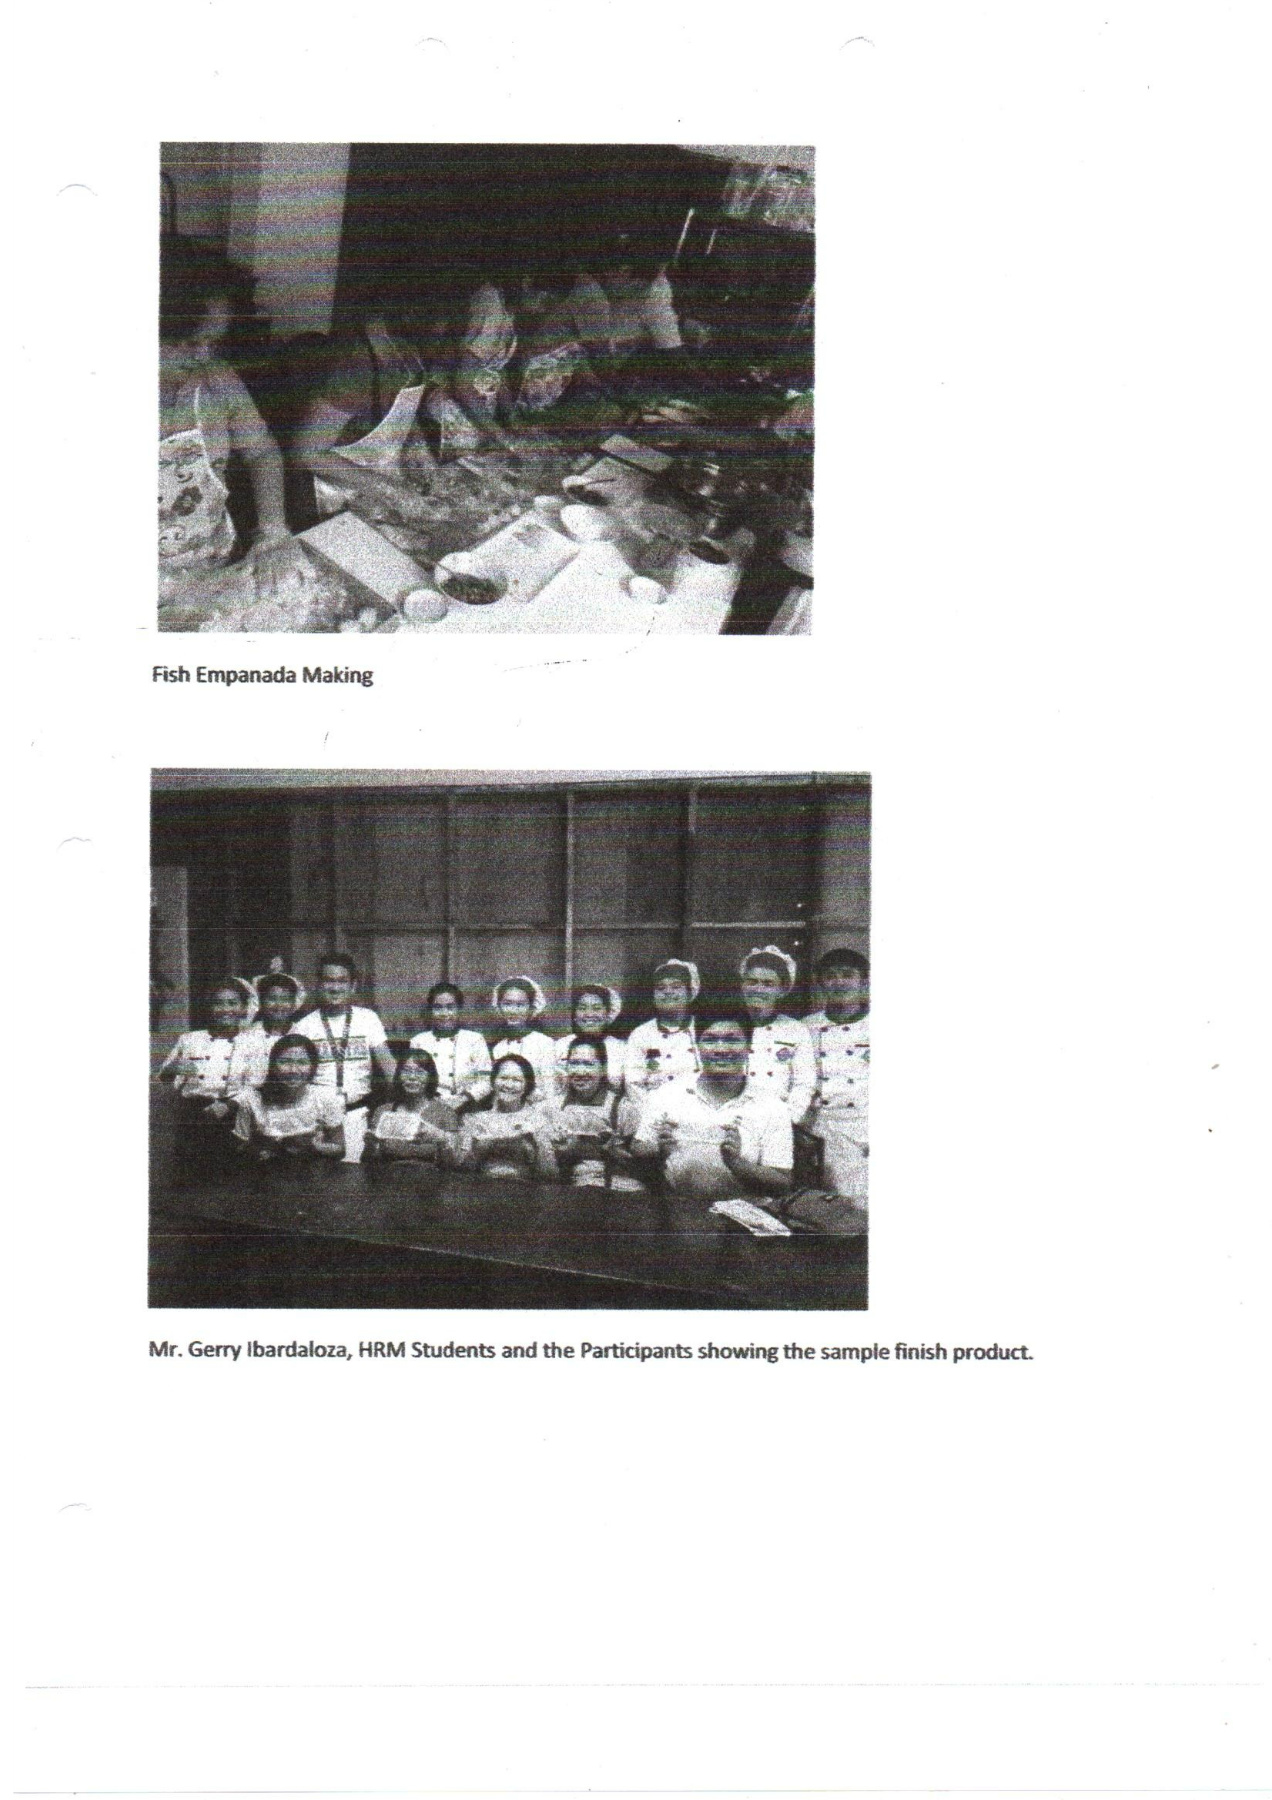 Fish Empanada Making
Mr. Gerry Ibardaloza, HRM Students and the Participants showing the sample finish product.